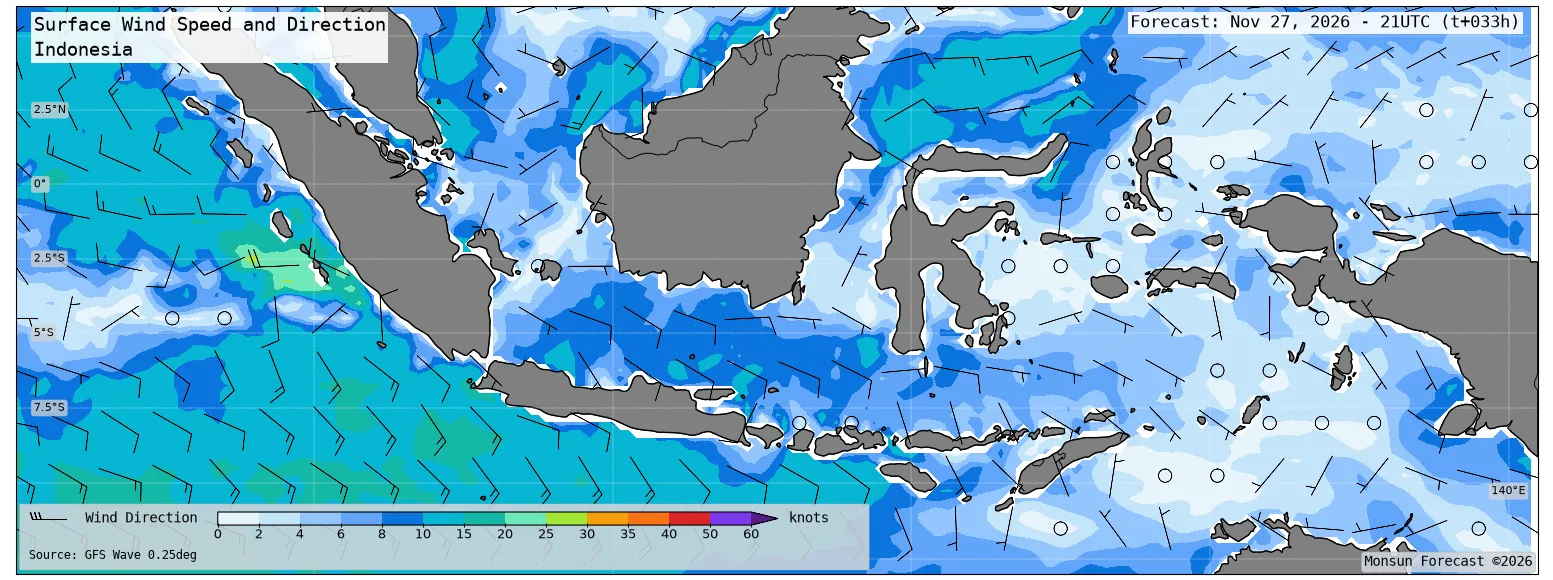 Surface Wind Speed and Direction
Indonesia
Forecast: Nov 27, 2026 - 21UTC (t+033h)
2.5°N
0°
2.5°S
5°S
7.5°S
140°E
Wind Direction
knots
0 2 4 6 8 10 15 20 25 30 35 40 50 60
Source: GFS Wave 0.25deg
Monsun Forecast ©2026